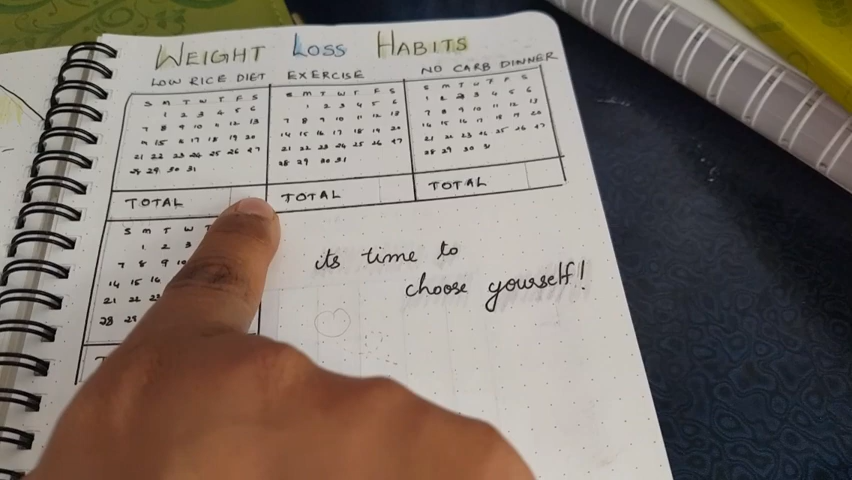 WEIGHT LOSS HABITS
LOW RICE DIET EXERCISE NO CARB DINNER
S M T W T F S
1 2 3 4 5 6
7 8 9 10 11 12 13
15 16 17 18 19 20
21 22 23 24 25 26 27
28 29 30 31
TOTAL
S M T W T F S
1 2 3 4 5 6
7 8 9 10 11 12 13
14 15 16 17 18 19 20
21 22 23 24 25 26 27
28 29 30 31
TOTAL
S M T W T F S
1 2 3 4 5 6
7 8 9 10 11 12 13
14 15 16 17 18 19 20
21 22 23 24 25 26 27
28 29 30 31
TOTAL
S M T W
1 2 3
7 8 9 10
14 15 16
21 22
28 29
its time to
choose yourself!